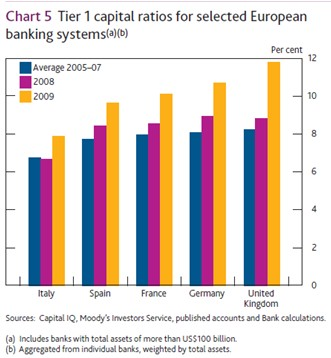 Chart 5 Tier 1 capital ratios for selected European
banking systems(a)(b)
Per cent
Average 2005–07
2008
2009
12
10
8
6
4
2
0
Italy
Spain
France
Germany
United
Kingdom
Sources: Capital IQ, Moody's Investors Service, published accounts and Bank calculations.
(a) Includes banks with total assets of more than US$100 billion.
(b) Aggregated from individual banks, weighted by total assets.